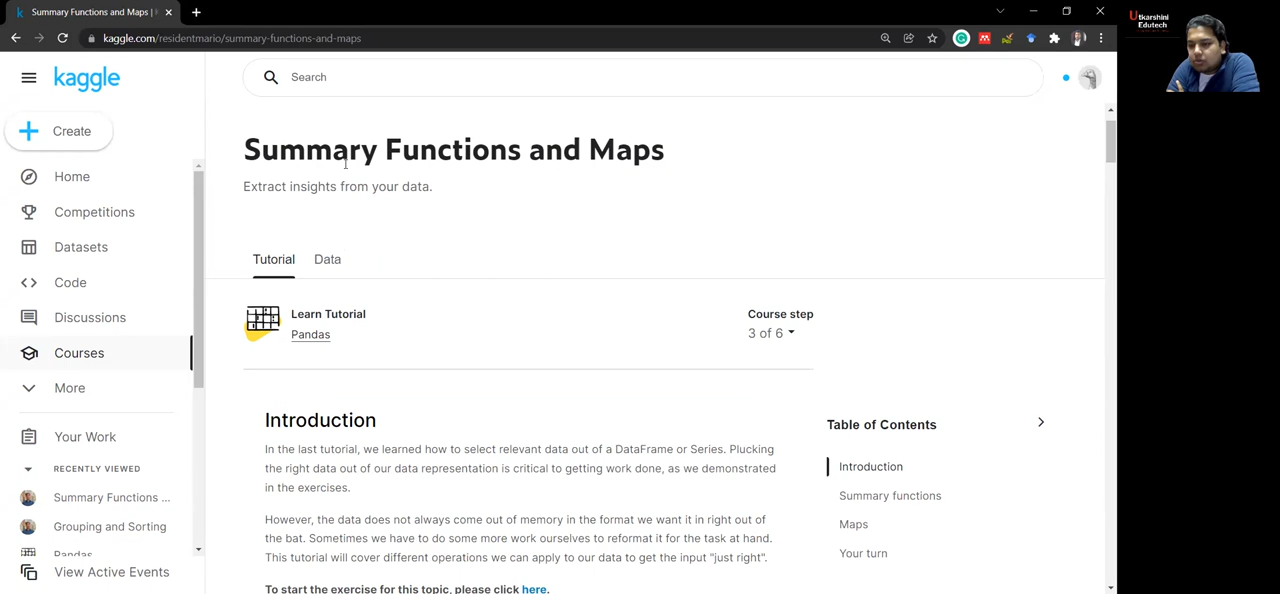 Summary Functions and Maps |
kaggle.com/residentmario/summary-functions-and-maps
Utkarshini
Edutech
kaggle
Search
Create
Home
Competitions
Datasets
Code
Discussions
Courses
More
Your Work
RECENTLY VIEWED
Summary Functions ...
Grouping and Sorting
Pandas
View Active Events
Summary Functions and Maps
Extract insights from your data.
Tutorial Data
Learn Tutorial
Pandas
Course step
3 of 6
Introduction
In the last tutorial, we learned how to select relevant data out of a DataFrame or Series. Plucking
the right data out of our data representation is critical to getting work done, as we demonstrated
in the exercises.
However, the data does not always come out of memory in the format we want it in right out of
the bat. Sometimes we have to do some more work ourselves to reformat it for the task at hand.
This tutorial will cover different operations we can apply to our data to get the input "just right".
To start the exercise for this topic, please click here.
Table of Contents
Introduction
Summary functions
Maps
Your turn